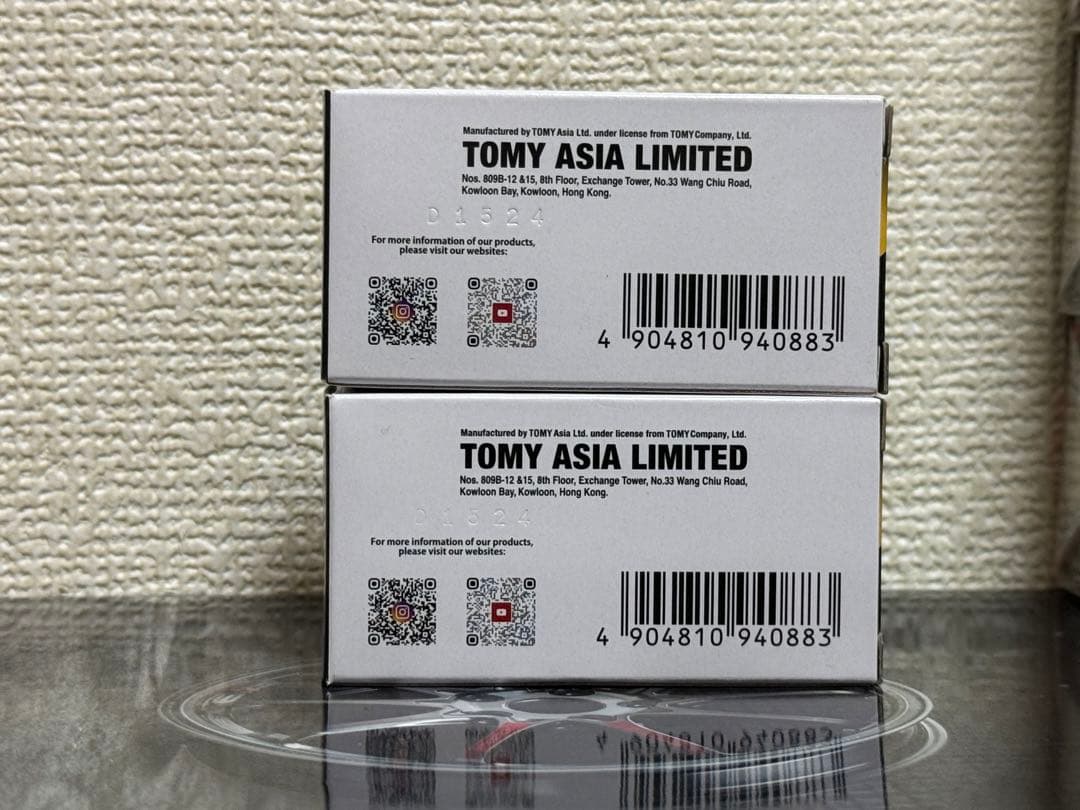 Manufactured by TOMY Asia Ltd. under license from TOMY Company, Ltd.
TOMY ASIA LIMITED
Nos. 809B-12 &15, 8th Floor, Exchange Tower, No.33 Wang Chiu Road,
Kowloon Bay, Kowloon, Hong Kong.
D1524
For more information of our products,
please visit our websites:
4 904810 940883
Manufactured by TOMY Asia Ltd. under license from TOMY Company, Ltd.
TOMY ASIA LIMITED
Nos. 809B-12 &15, 8th Floor, Exchange Tower, No.33 Wang Chiu Road,
Kowloon Bay, Kowloon, Hong Kong.
D1524
For more information of our products,
please visit our websites:
4 904810 940883